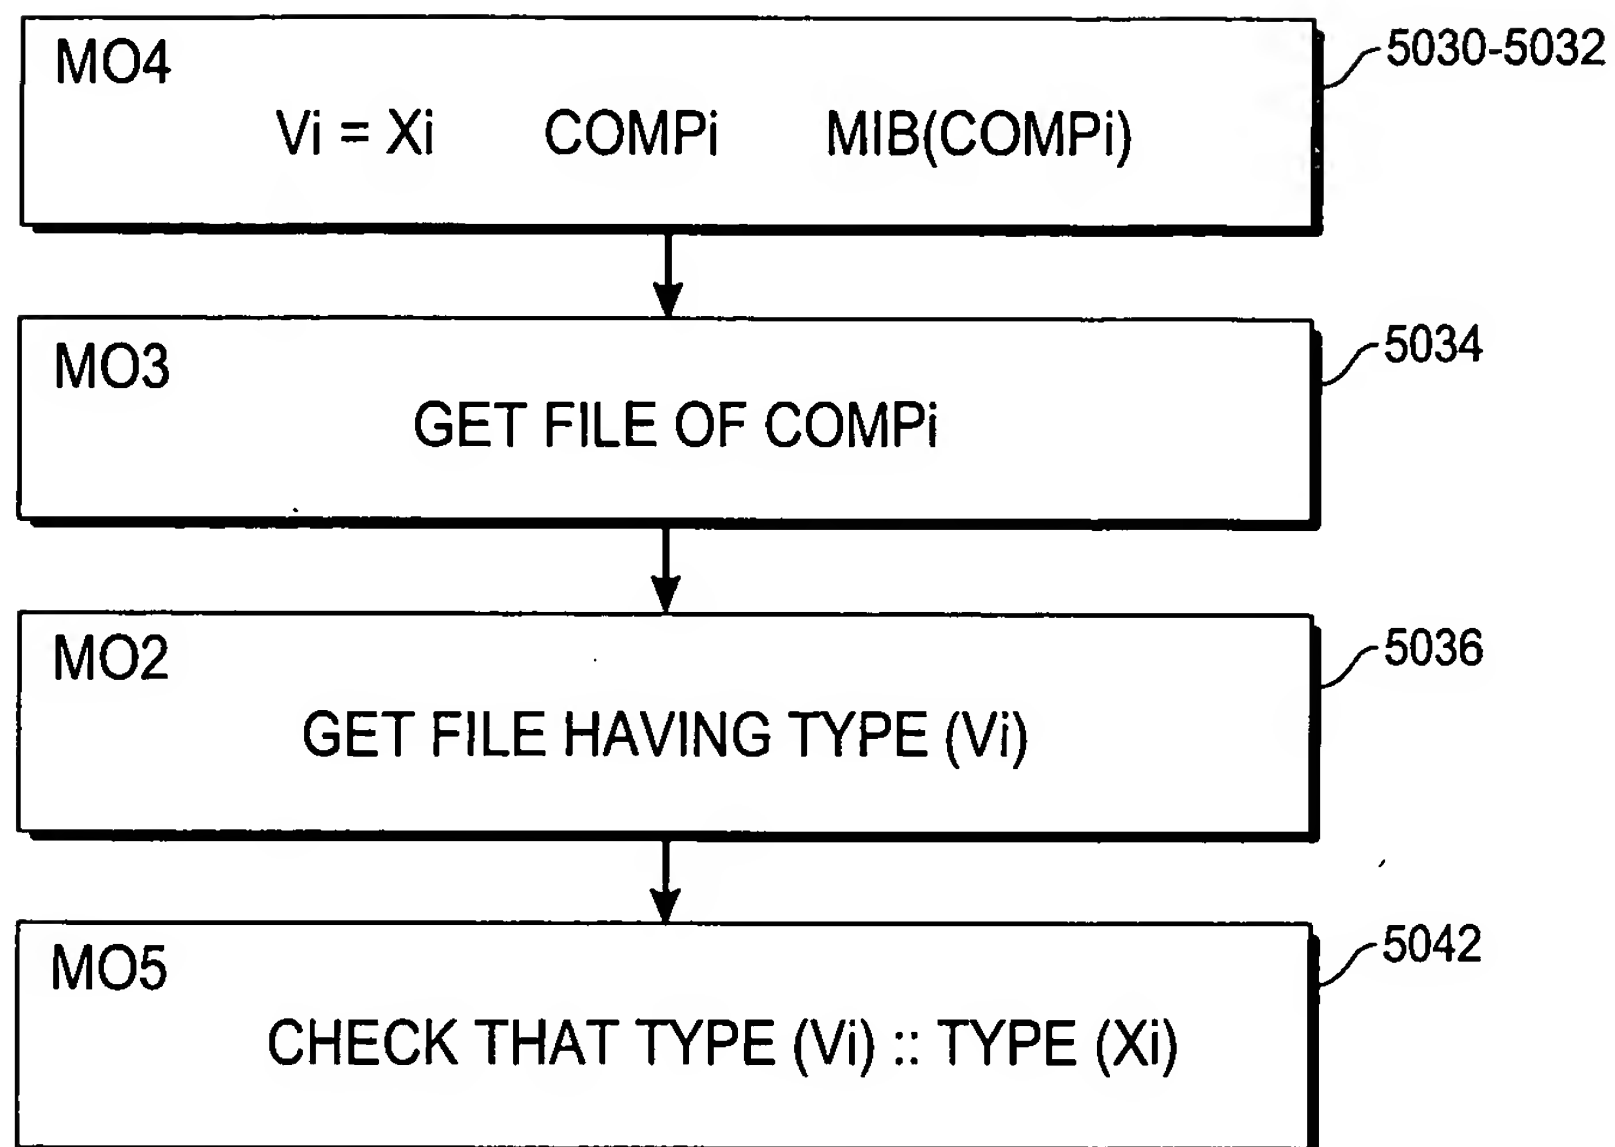 MO4
5030-5032
Vi = Xi COMPi MIB(COMPi)
MO3
5034
GET FILE OF COMPi
MO2
5036
GET FILE HAVING TYPE (Vi)
MO5
5042
CHECK THAT TYPE (Vi) :: TYPE (Xi)